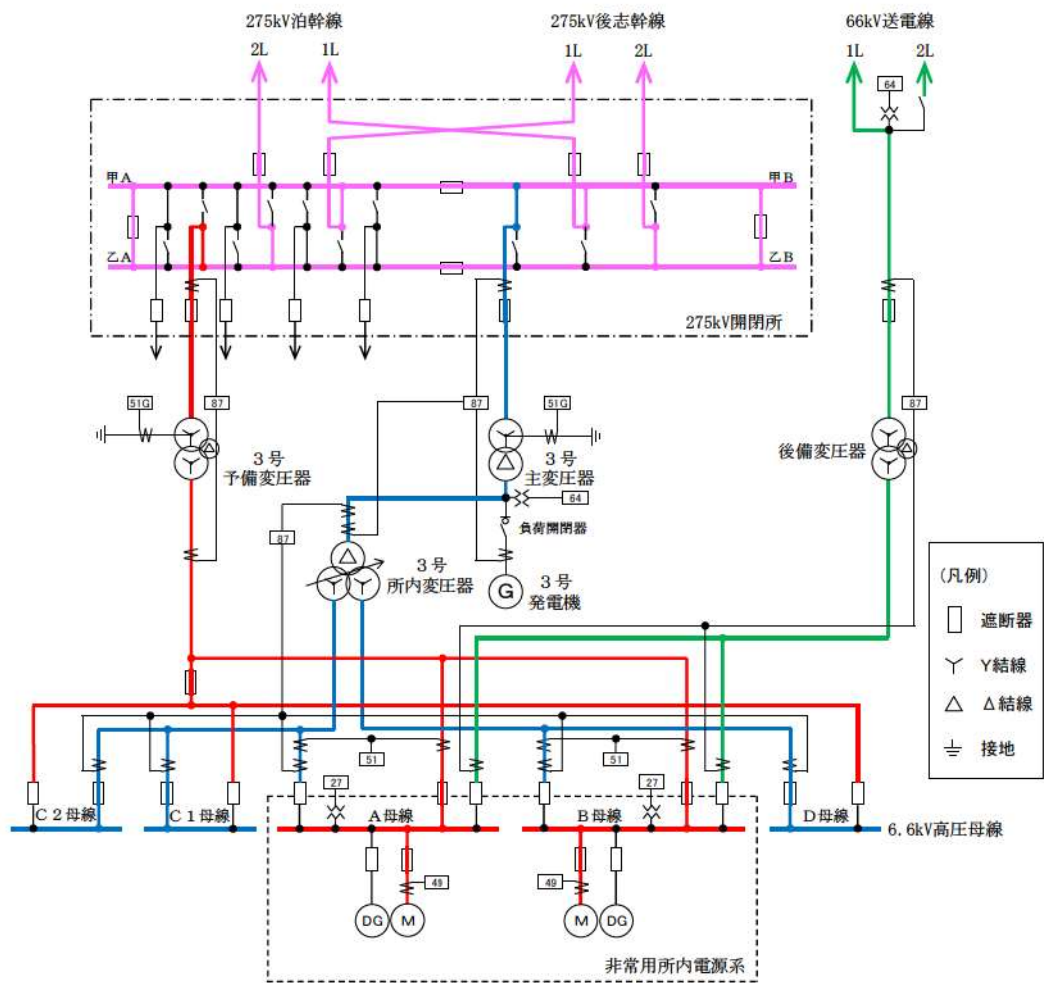 275kV泊幹線
275kV後志幹線
66kV送電線
2L
1L
1L
2L
1L
2L
64
甲A
甲B
乙A
乙B
275kV開閉所
51G
87
87
51G
87
3号
予備変圧器
3号
主変圧器
後備変圧器
64
負荷開閉器
87
3号
所内変圧器
G
3号
発電機
(凡例)
遮断器
Y結線
Δ結線
接地
51
51
27
27
C2母線
C1母線
A母線
B母線
D母線
6.6kV高圧母線
49
49
DG
M
M
DG
非常用所内電源系